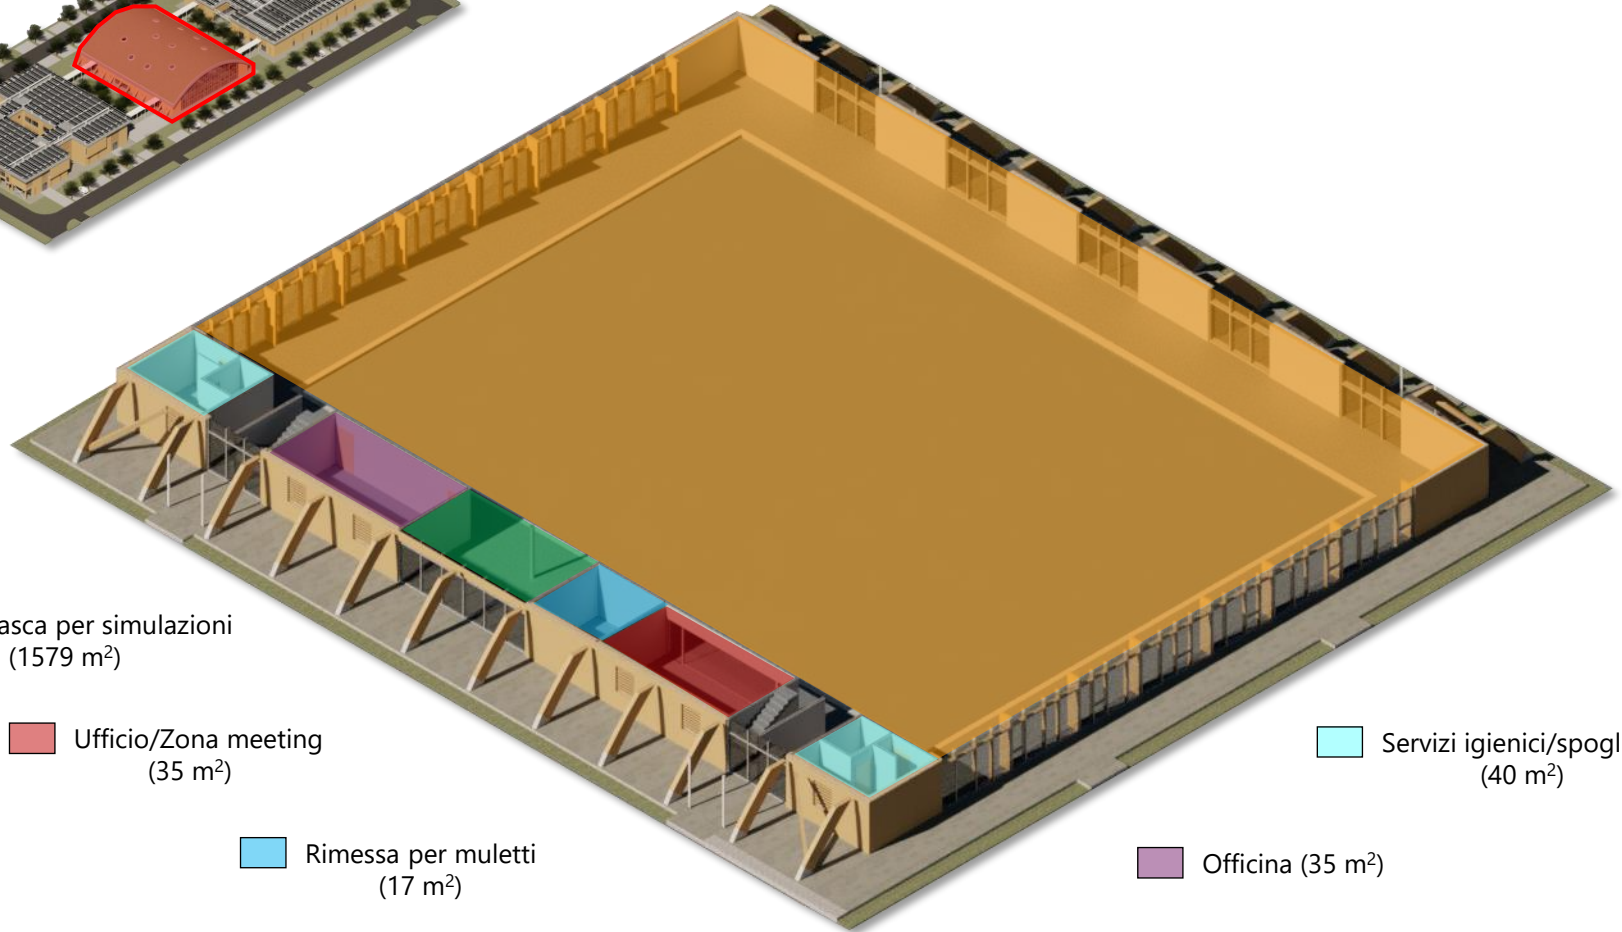 asca per simulazioni
(1579 m²)
Ufficio/Zona meeting
(35 m²)
Servizi igienici/spogl
(40 m²)
Rimessa per muletti
(17 m²)
Officina (35 m²)